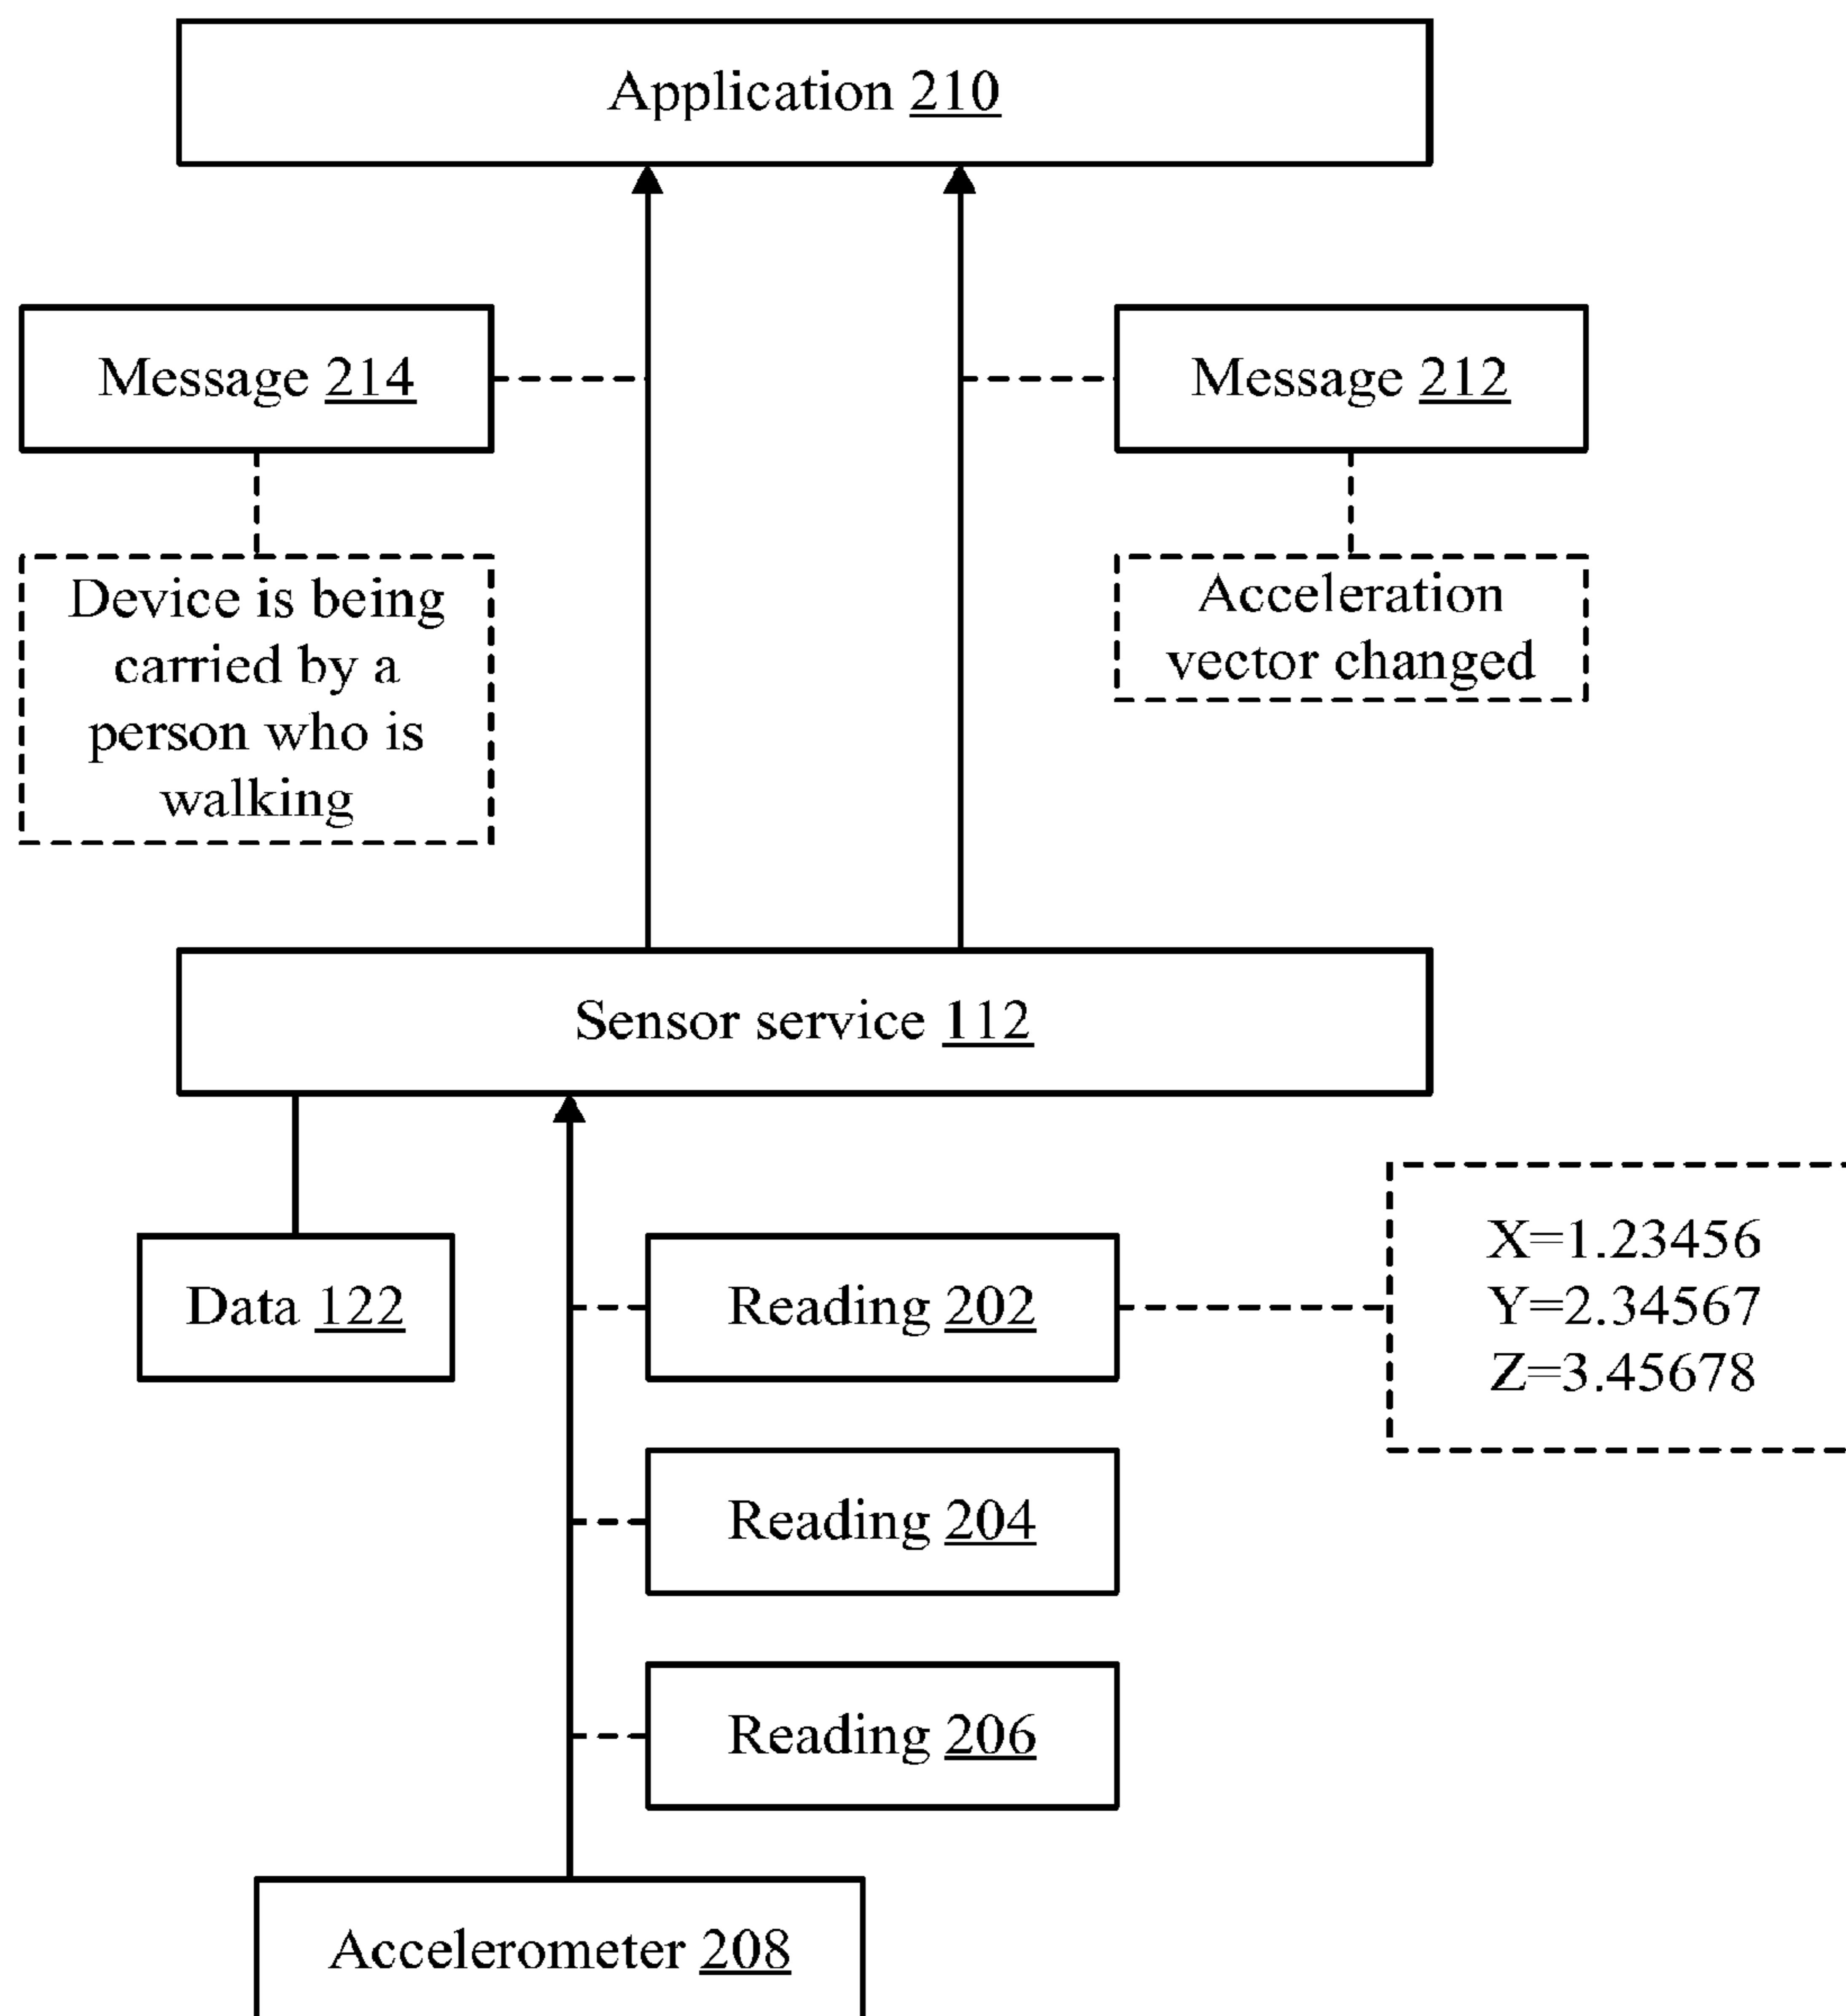 Application 210
Message 214
Message 212
Device is being
carried by a
person who is
walking
Acceleration
vector changed
Sensor service 112
Data 122
Reading 202
X=1.23456
Y=2.34567
Z=3.45678
Reading 204
Reading 206
Accelerometer 208